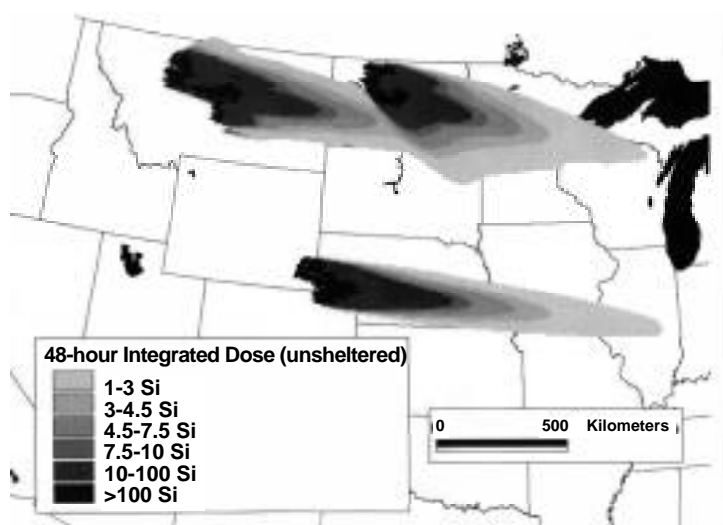 48-hour Integrated Dose (unsheltered)
1-3 Si
3-4.5 Si
4.5-7.5 Si
7.5-10 Si
10-100 Si
>100 Si
0 500 Kilometers